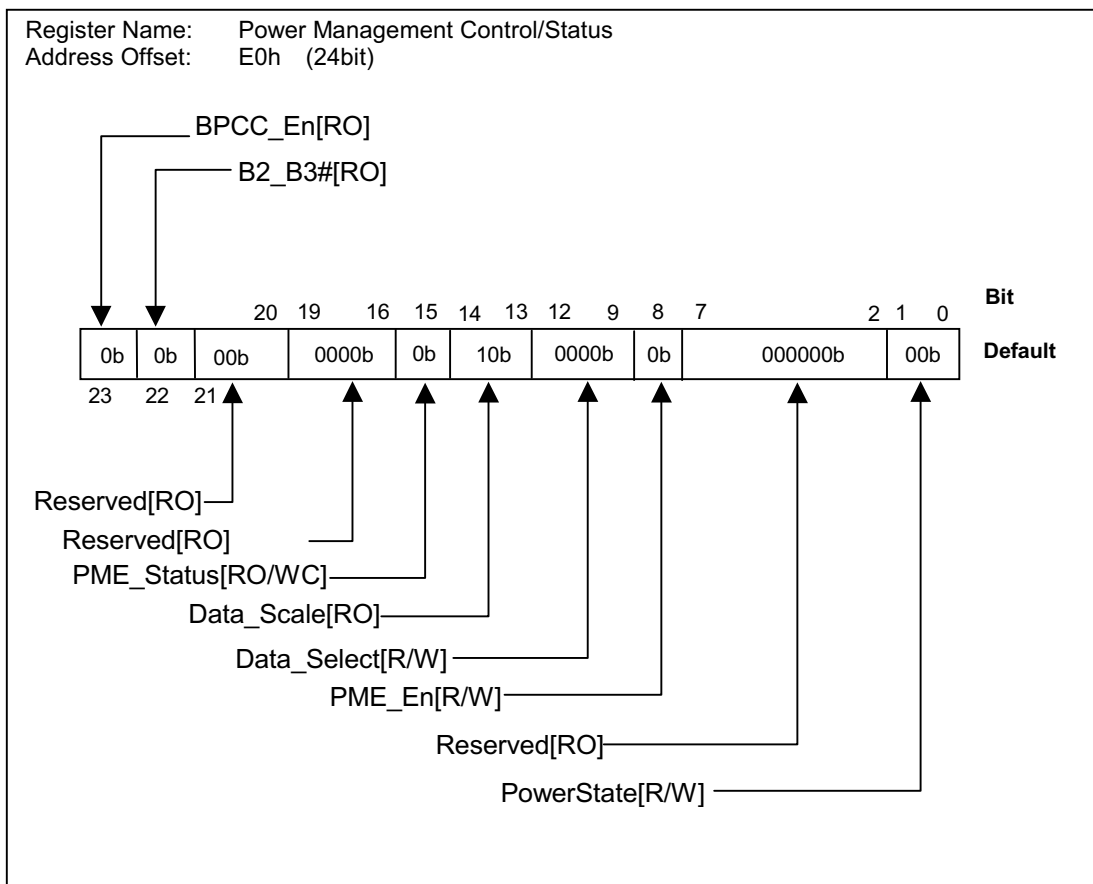 Register Name: Power Management Control/Status
Address Offset: E0h (24bit)
BPCC_En[RO]
B2_B3#[RO]
Bit
20 19 16 15 14 13 12 9 8 7 2 1 0
0b 0b 00b 0000b 0b 10b 0000b 0b 000000b 00b Default
23 22 21
Reserved[RO]
Reserved[RO]
PME_Status[RO/WC]
Data_Scale[RO]
Data_Select[R/W]
PME_En[R/W]
Reserved[RO]
PowerState[R/W]